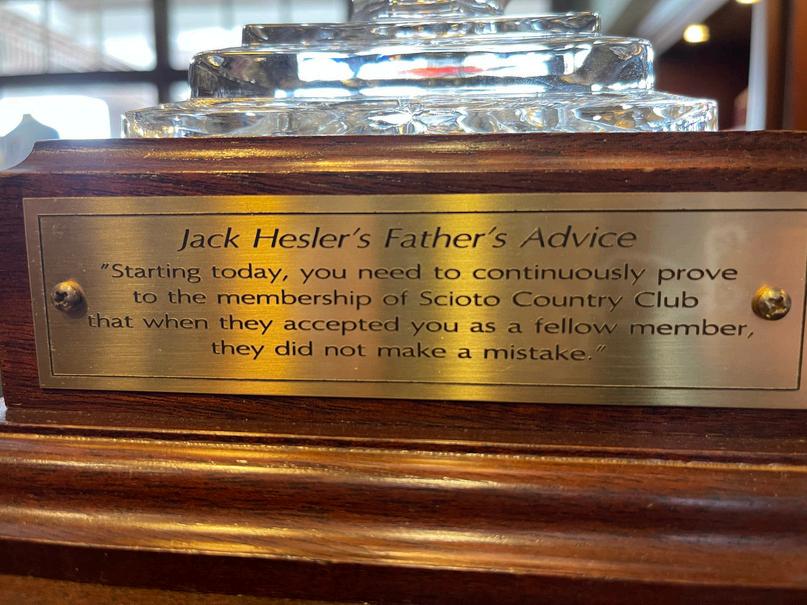 Jack Hesler's Father's Advice
"Starting today, you need to continuously prove
to the membership of Scioto Country Club
that when they accepted you as a fellow member,
they did not make a mistake."